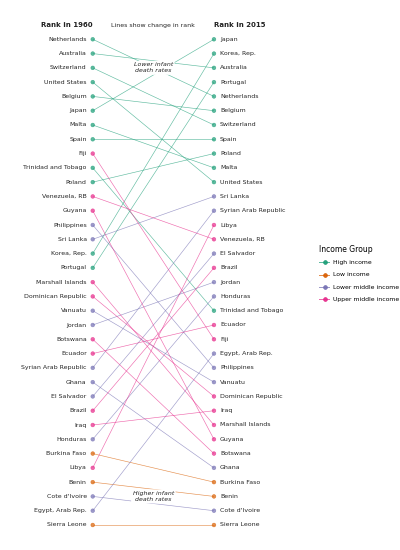 Rank in 1960
Lines show change in rank
Rank in 2015
Netherlands
Australia
Switzerland
United States
Belgium
Japan
Malta
Spain
Fiji
Trinidad and Tobago
Poland
Venezuela, RB
Guyana
Philippines
Sri Lanka
Korea, Rep.
Portugal
Marshall Islands
Dominican Republic
Vanuatu
Jordan
Botswana
Ecuador
Syrian Arab Republic
Ghana
El Salvador
Brazil
Iraq
Honduras
Burkina Faso
Libya
Benin
Cote d'Ivoire
Egypt, Arab Rep.
Sierra Leone
Lower infant
death rates
Higher infant
death rates
Japan
Korea, Rep.
Australia
Portugal
Netherlands
Belgium
Switzerland
Spain
Poland
Malta
United States
Sri Lanka
Syrian Arab Republic
Libya
Venezuela, RB
El Salvador
Brazil
Jordan
Honduras
Trinidad and Tobago
Ecuador
Fiji
Egypt, Arab Rep.
Philippines
Vanuatu
Dominican Republic
Iraq
Marshall Islands
Guyana
Botswana
Ghana
Burkina Faso
Benin
Cote d'Ivoire
Sierra Leone
Income Group
High income
Low income
Lower middle income
Upper middle income